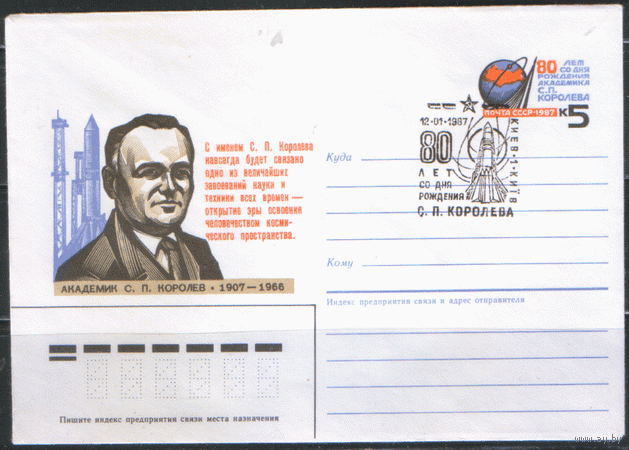 80 ЛЕТ
СО ДНЯ
РОЖДЕНИЯ
АКАДЕМИКА
С.П.
КОРОЛЕВА
ПОЧТА СССР•1987
к5
12-01-1987
80
ЛЕТ
СО ДНЯ
РОЖДЕНИЯ
С. П. КОРОЛЕВА
КИЕВ-1-КИЇВ
С именем С. П. Королева
навсегда будет связано
одно из величайших
завоеваний науки и
техники всех времен —
открытие эры освоения
человечеством косми-
ческого пространства.
АКАДЕМИК С. П. КОРОЛЕВ • 1907—1966
Куда
Кому
Индекс предприятия связи и адрес отправителя
Пишите индекс предприятия связи места назначения
www.ay.by